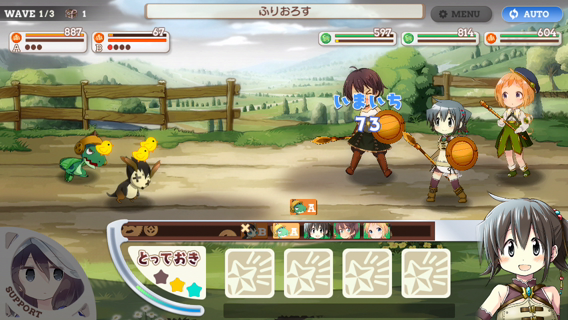 WAVE 1/3 1
ふりおろす
MENU
AUTO
887
A
67
B
597
814
604
いまいち
73
A
B
A
とっておき
SUPPORT